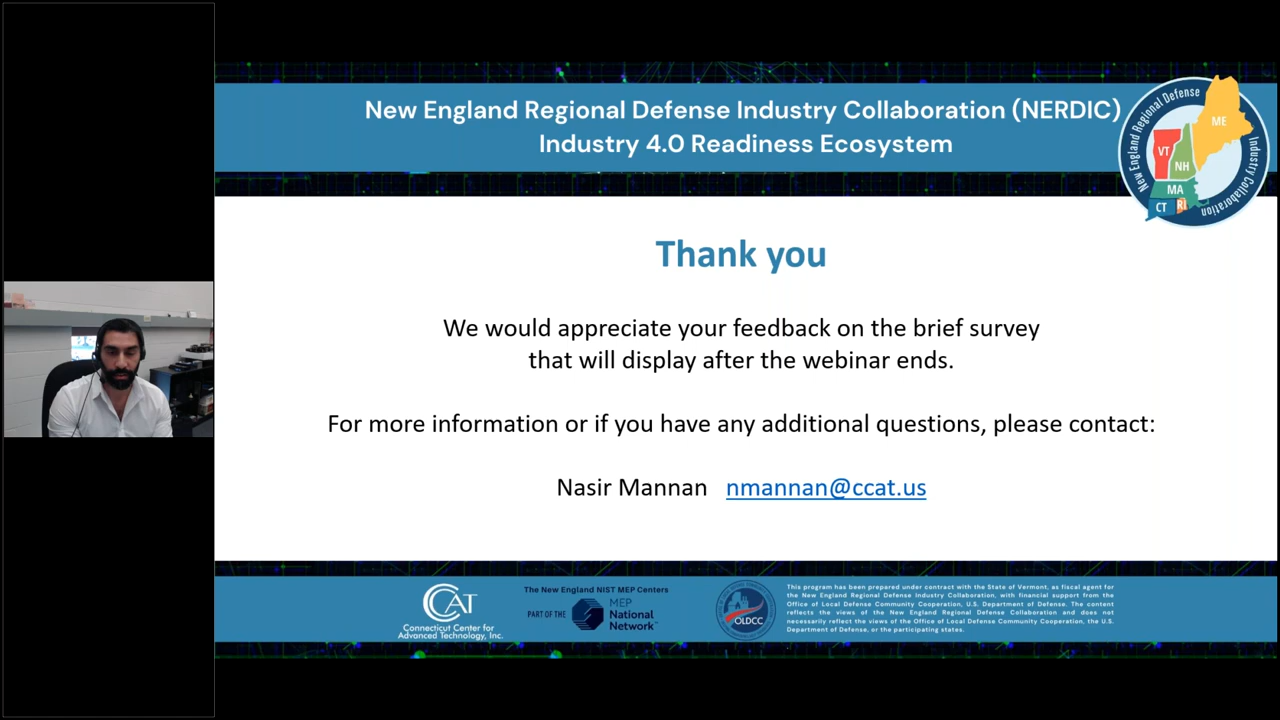 New England Regional Defense Industry Collaboration (NERDIC)
Industry 4.0 Readiness Ecosystem
New England Regional Defense
Industry Collaboration
ME
VT
NH
MA
CT
RI
Thank you
We would appreciate your feedback on the brief survey
that will display after the webinar ends.
For more information or if you have any additional questions, please contact:
Nasir Mannan nmannan@ccat.us
CCAT
Connecticut Center for
Advanced Technology, Inc.
The New England NIST MEP Centers
PART OF THE
MEP
National
Network™
OLDCC
This program has been prepared under contract with the State of Vermont, as fiscal agent for
the New England Regional Defense Industry Collaboration, with financial support from the
Office of Local Defense Community Cooperation, U.S. Department of Defense. The content
reflects the views of the New England Regional Defense Collaboration and does not
necessarily reflect the views of the Office of Local Defense Community Cooperation, the U.S.
Department of Defense, or the participating states.